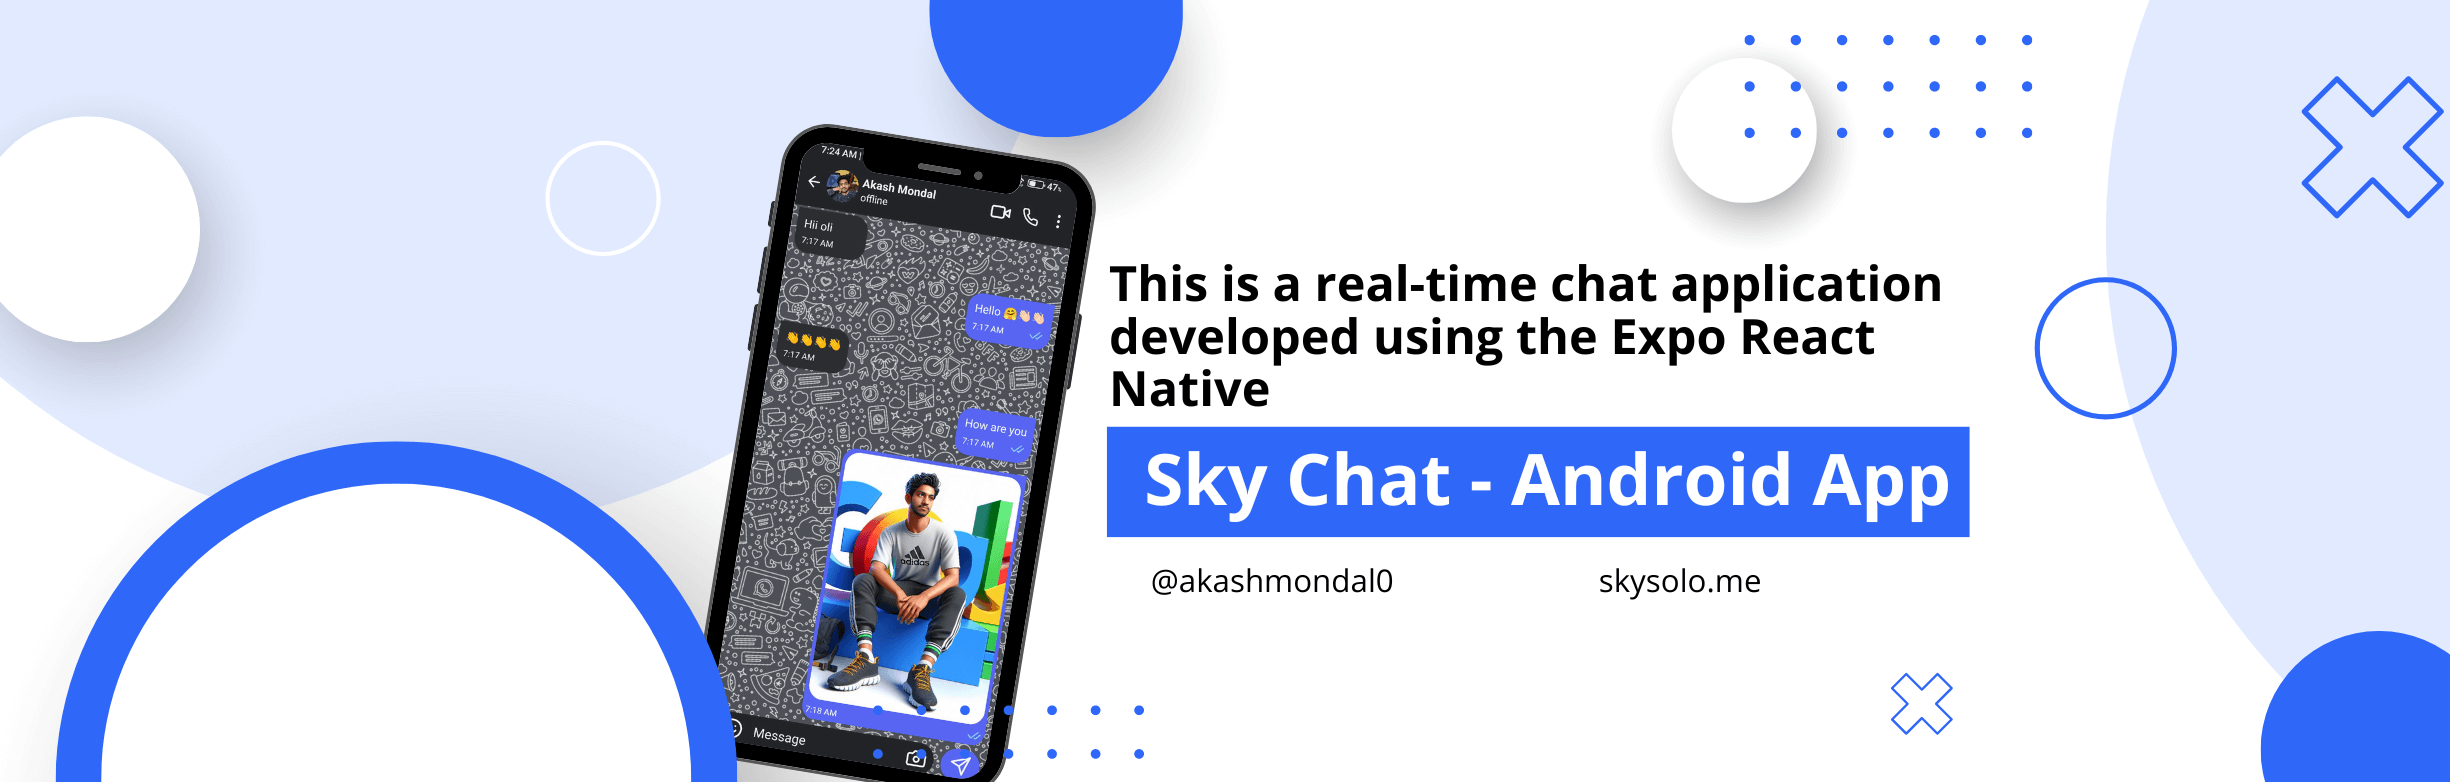 7:24 AM
47%
Akash Mondal
offline
Hii oli
7:17 AM
Hello 🤗👋🏻👋🏻
7:17 AM
👏👏👏👏
7:17 AM
How are you
7:17 AM
adidas
7:18 AM
Message
This is a real-time chat application
developed using the Expo React
Native
Sky Chat - Android App
@akashmondal0
skysolo.me